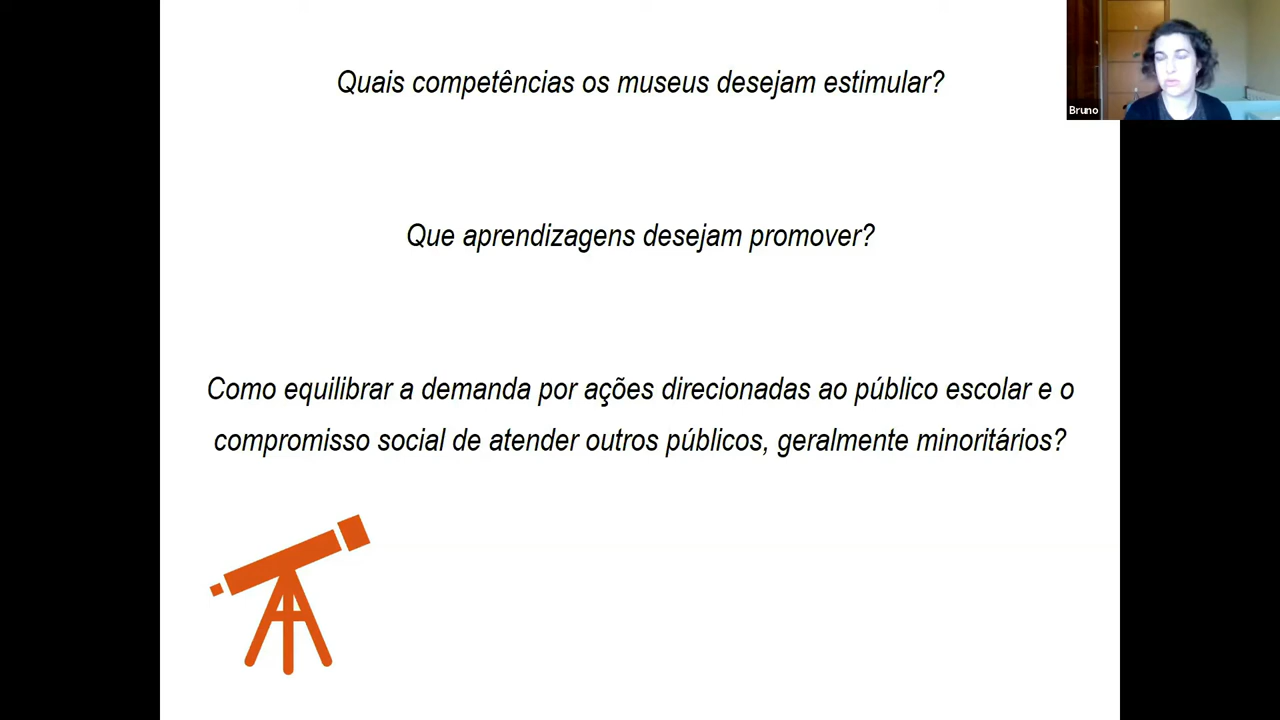 Quais competências os museus desejam estimular?
Bruno
Que aprendizagens desejam promover?
Como equilibrar a demanda por ações direcionadas ao público escolar e o
compromisso social de atender outros públicos, geralmente minoritários?